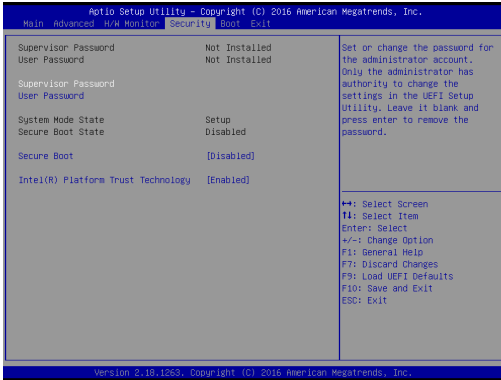 Aptio Setup Utility – Copyright (C) 2016 American Megatrends, Inc.
Main Advanced H/W Monitor Security Boot Exit
Supervisor Password Not Installed
User Password Not Installed
Supervisor Password
User Password
System Mode State Setup
Secure Boot State Disabled
Secure Boot [Disabled]
Intel(R) Platform Trust Technology [Enabled]
Set or change the password for
the administrator account.
Only the administrator has
authority to change the
settings in the UEFI Setup
Utility. Leave it blank and
press enter to remove the
password.
↔: Select Screen
↑↓: Select Item
Enter: Select
+/-: Change Option
F1: General Help
F7: Discard Changes
F9: Load UEFI Defaults
F10: Save and Exit
ESC: Exit
Version 2.18.1263. Copyright (C) 2016 American Megatrends, Inc.